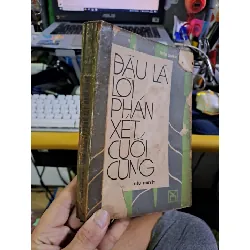 ĐÂU LÀ
LỜI
PHÁN
XÉT
CUỐI
CÙNG